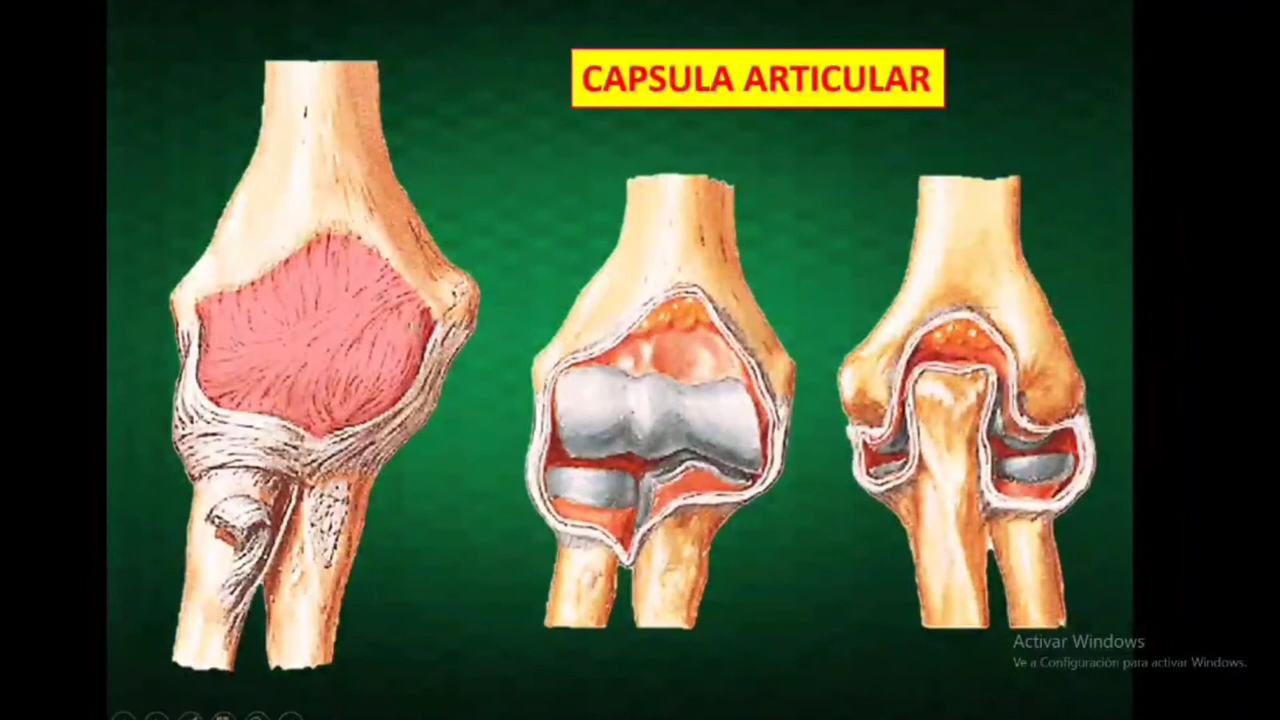 CAPSULA ARTICULAR
Activar Windows
Ve a Configuración para activar Windows.